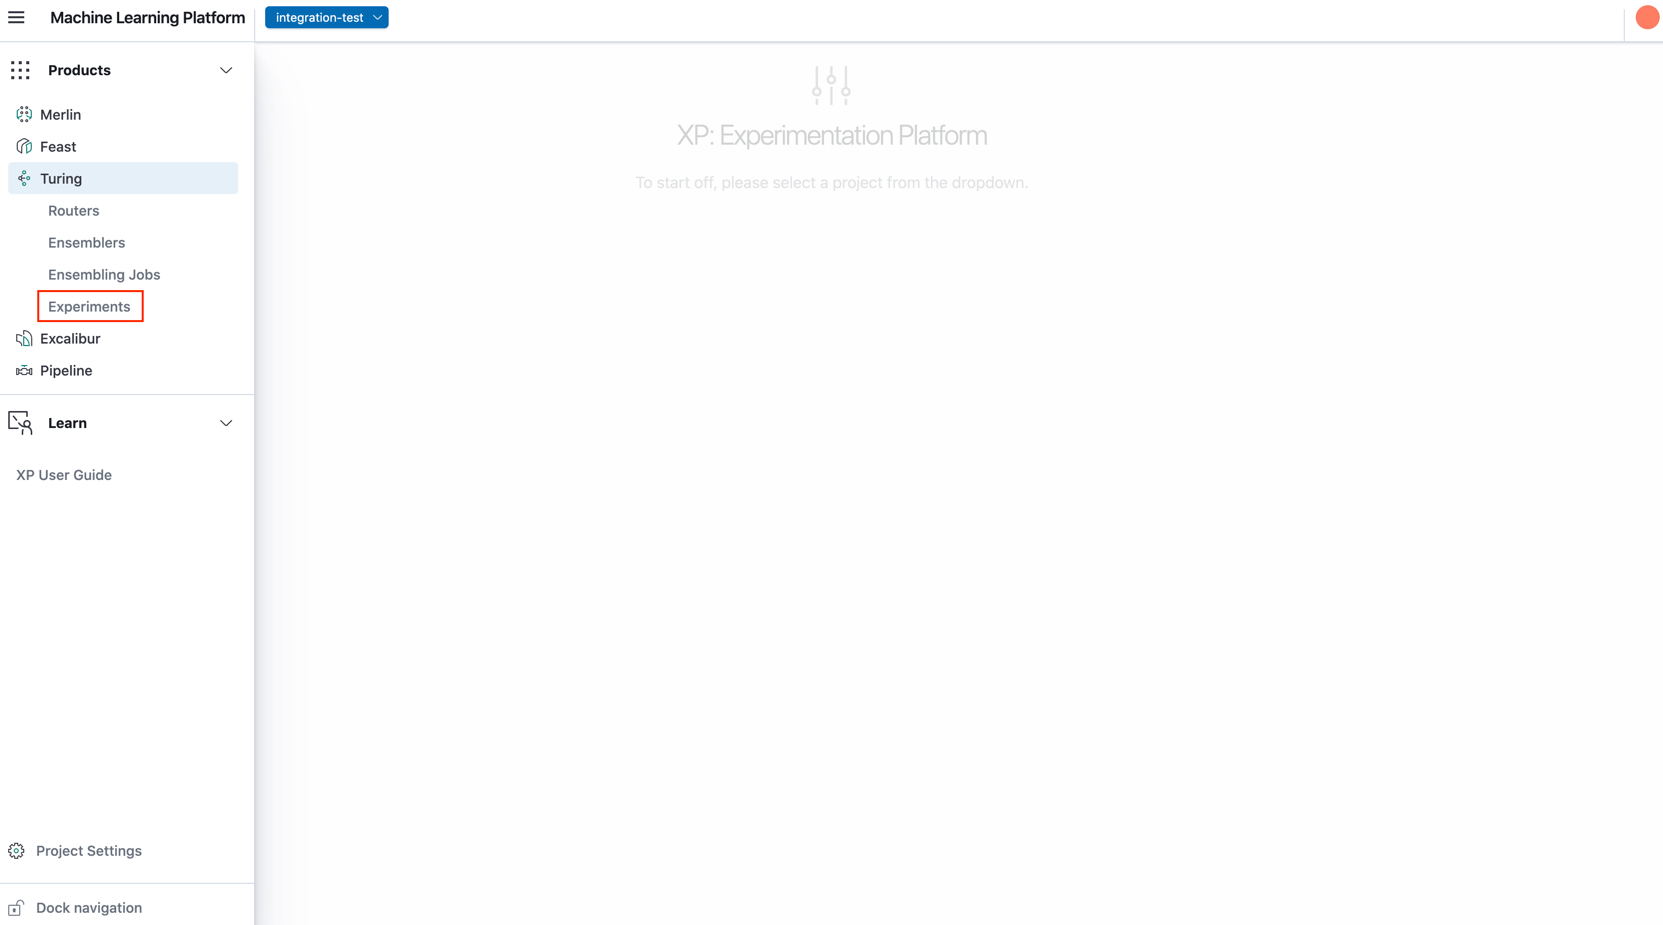 Machine Learning Platform
integration-test
Products
Merlin
Feast
Turing
Routers
Ensemblers
Ensembling Jobs
Experiments
Excalibur
Pipeline
Learn
XP User Guide
Project Settings
Dock navigation
XP: Experimentation Platform
To start off, please select a project from the dropdown.